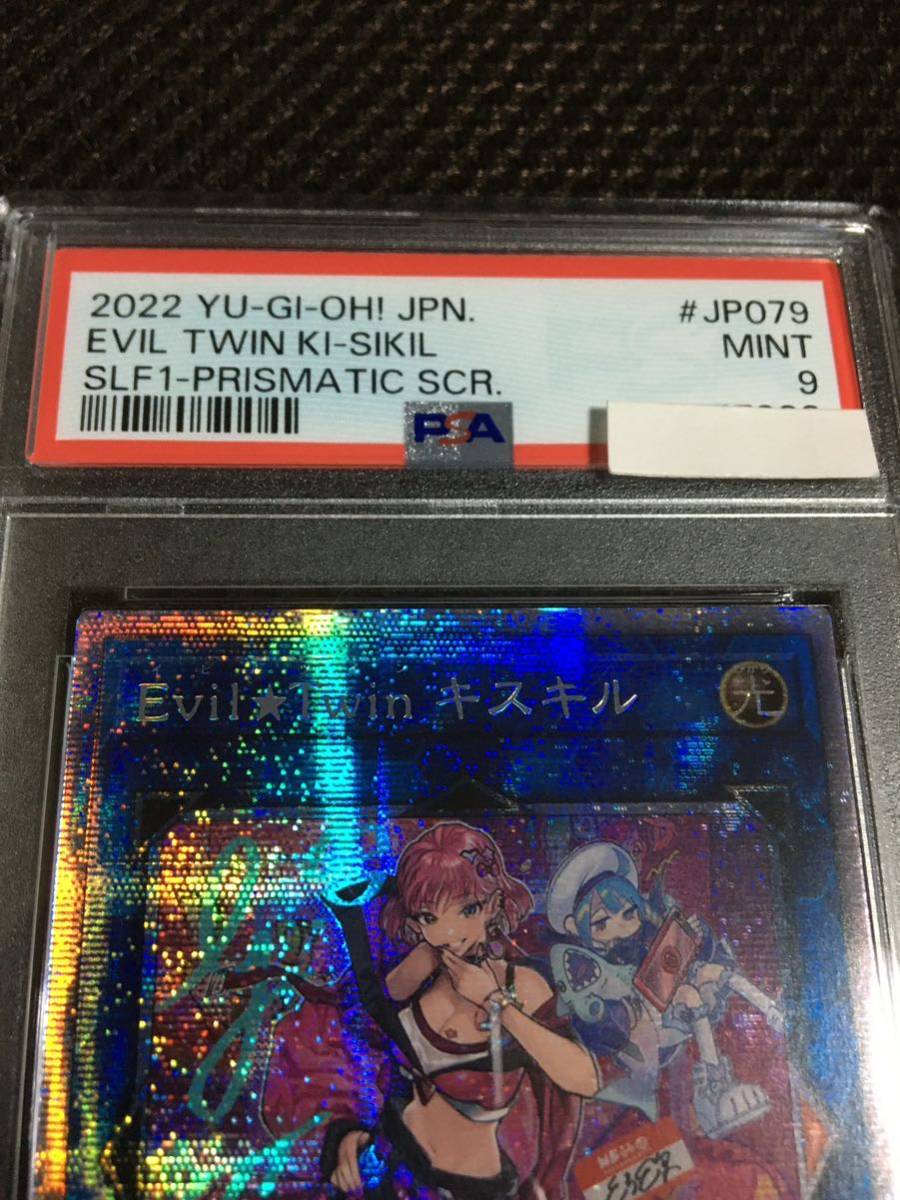 2022 YU-GI-OH! JPN. #JP079
EVIL TWIN KI-SIKIL MINT
SLF1-PRISMATIC SCR. 9
PSA
Evil★Twin キスキル
光